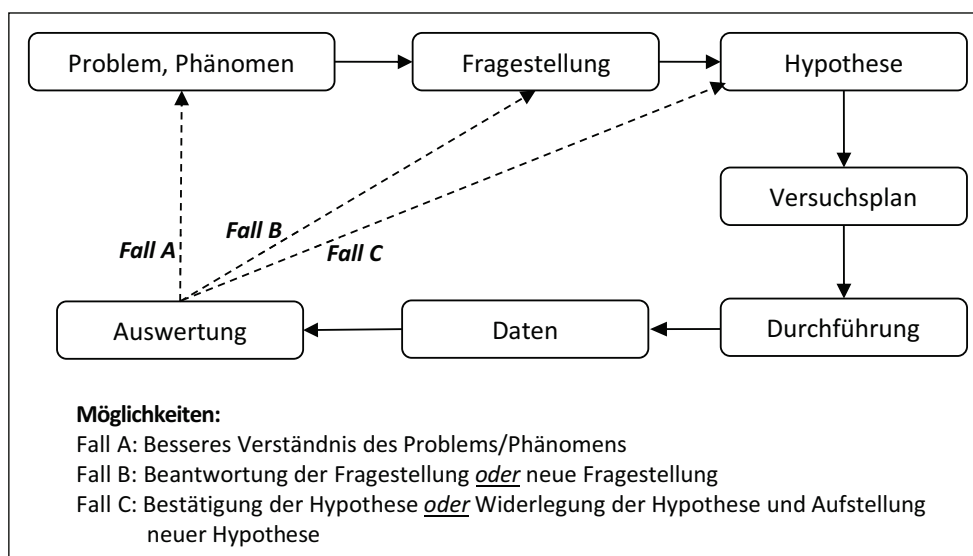 Problem, Phänomen
Fragestellung
Hypothese
Versuchsplan
Fall B
Fall A
Fall C
Auswertung
Daten
Durchführung
Möglichkeiten:
Fall A: Besseres Verständnis des Problems/Phänomens
Fall B: Beantwortung der Fragestellung oder neue Fragestellung
Fall C: Bestätigung der Hypothese oder Widerlegung der Hypothese und Aufstellung
neuer Hypothese